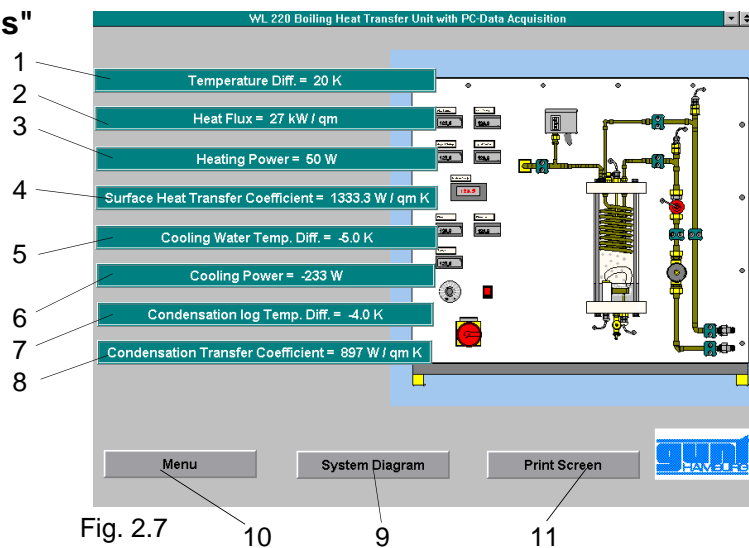 s"
WL 220 Boiling Heat Transfer Unit with PC-Data Acquisition
1
Temperature Diff. = 20 K
2
Heat Flux = 27 kW / qm
3
Heating Power = 50 W
4
Surface Heat Transfer Coefficient = 1333.3 W / qm K
5
Cooling Water Temp. Diff. = -5.0 K
6
Cooling Power = -233 W
7
Condensation log Temp. Diff. = -4.0 K
8
Condensation Transfer Coefficient = 897 W / qm K
Menu
System Diagram
Print Screen
HAMBURG
Fig. 2.7
10
9
11